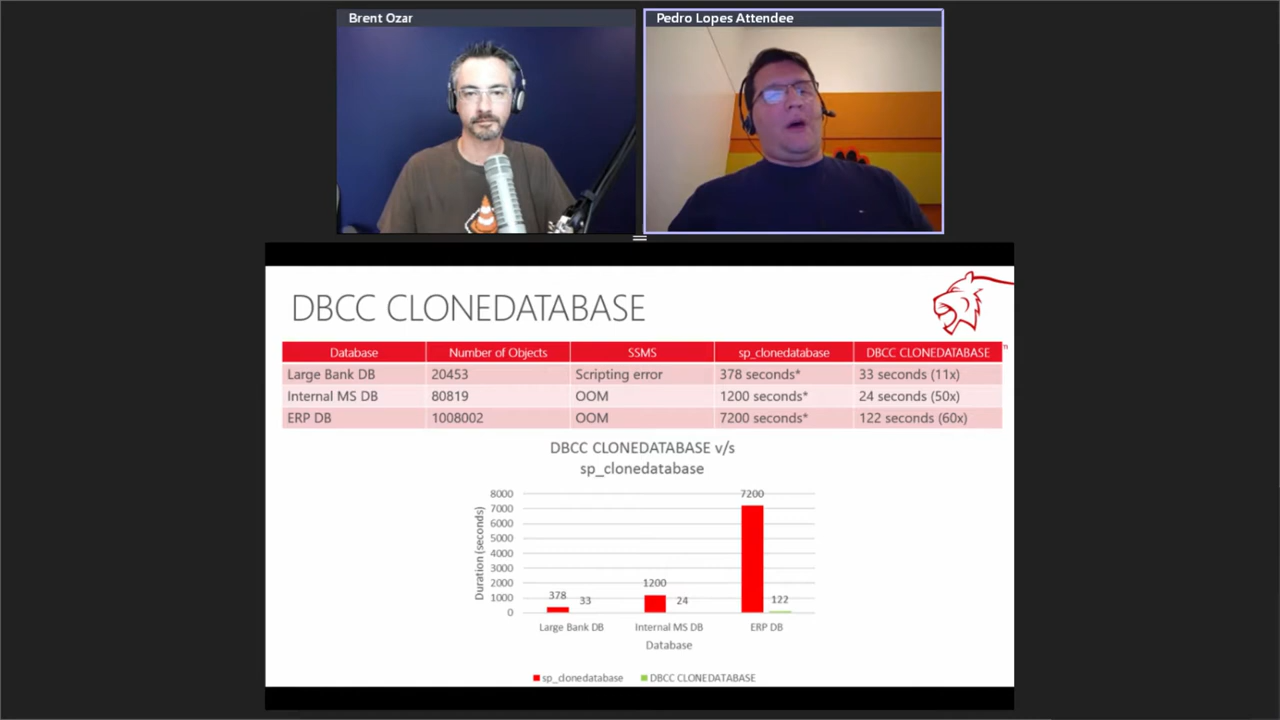 Brent Ozar
Pedro Lopes Attendee
DBCC CLONEDATABASE
Database Number of Objects SSMS sp_clonedatabase DBCC CLONEDATABASE
Large Bank DB 20453 Scripting error 378 seconds* 33 seconds (11x)
Internal MS DB 80819 OOM 1200 seconds* 24 seconds (50x)
ERP DB 1008002 OOM 7200 seconds* 122 seconds (60x)
DBCC CLONEDATABASE v/s
sp_clonedatabase
Duration (seconds)
8000
7000
6000
5000
4000
3000
2000
1000
0
378
33
1200
24
7200
122
Large Bank DB Internal MS DB ERP DB
Database
sp_clonedatabase DBCC CLONEDATABASE